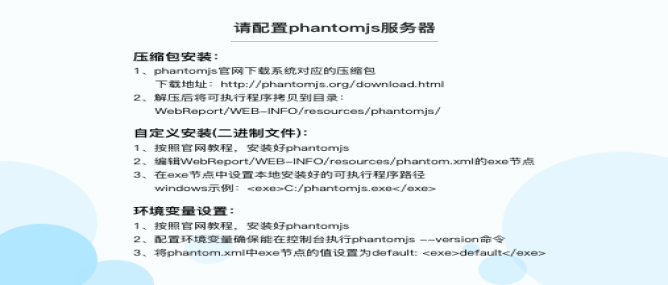 请配置phantomjs服务器
压缩包安装：
1、phantomjs官网下载系统对应的压缩包
下载地址：http://phantomjs.org/download.html
2、解压后将可执行程序拷贝到目录：
WebReport/WEB-INFO/resources/phantomjs/
自定义安装(二进制文件)：
1、按照官网教程，安装好phantomjs
2、编辑WebReport/WEB-INFO/resources/phantom.xml的exe节点
3、在exe节点中设置本地安装好的可执行程序路径
windows示例：<exe>C:/phantomjs.exe</exe>
环境变量设置：
1、按照官网教程，安装好phantomjs
2、配置环境变量确保能在控制台执行phantomjs --version命令
3、将phantom.xml中exe节点的值设置为default: <exe>default</exe>